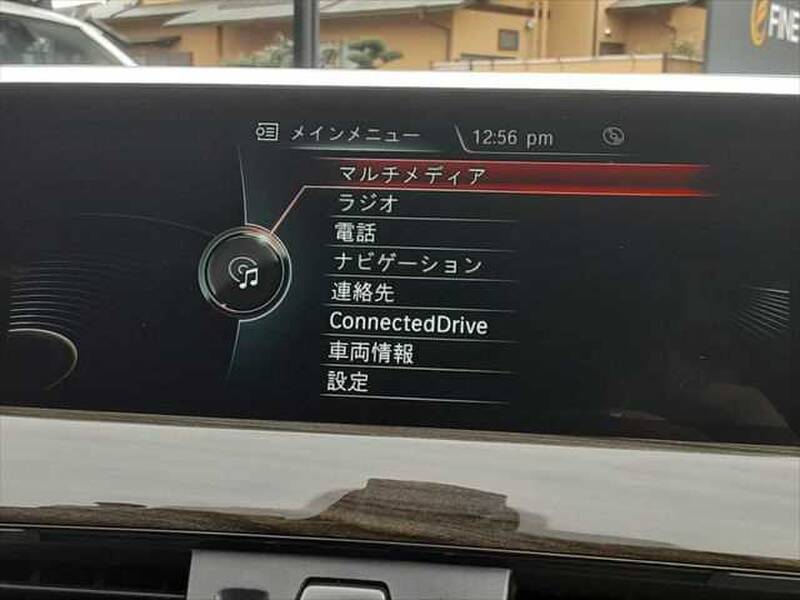 FINE
メインメニュー 12:56 pm
マルチメディア
ラジオ
電話
ナビゲーション
連絡先
ConnectedDrive
車両情報
設定